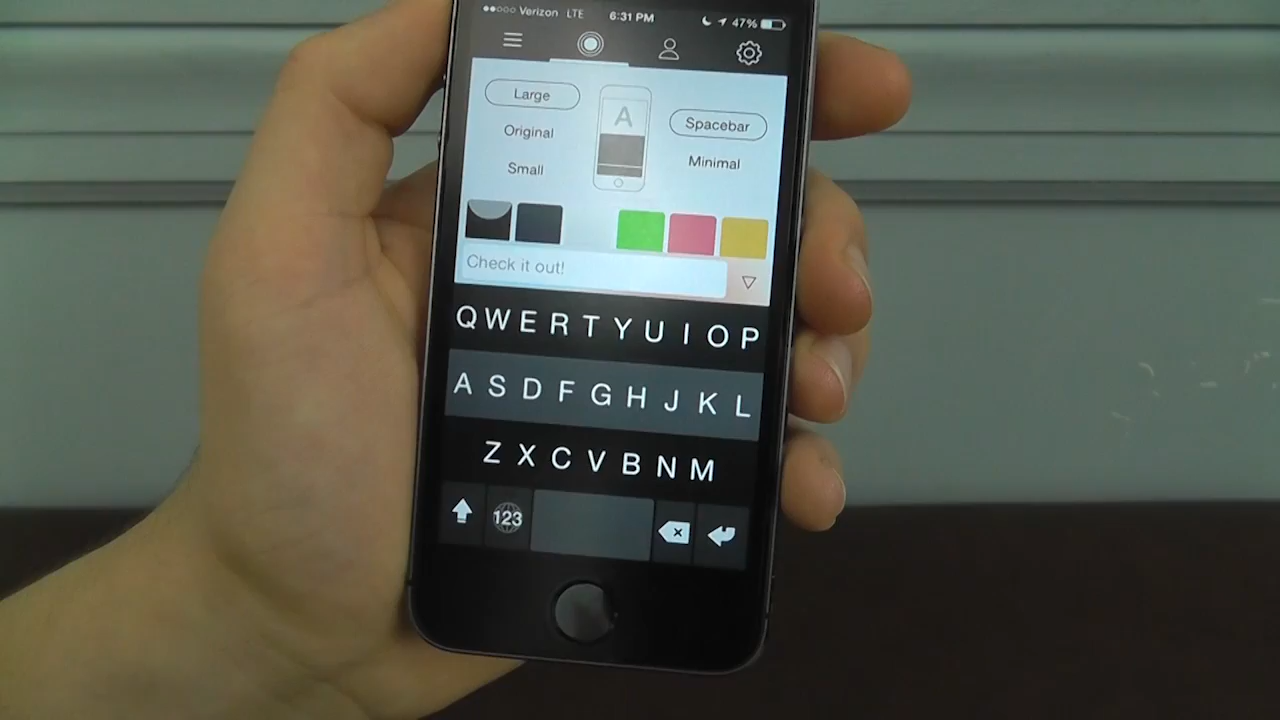 Verizon LTE 6:31 PM 47%
Large
Original
Small
A
Spacebar
Minimal
Check it out!
Q W E R T Y U I O P
A S D F G H J K L
Z X C V B N M
123